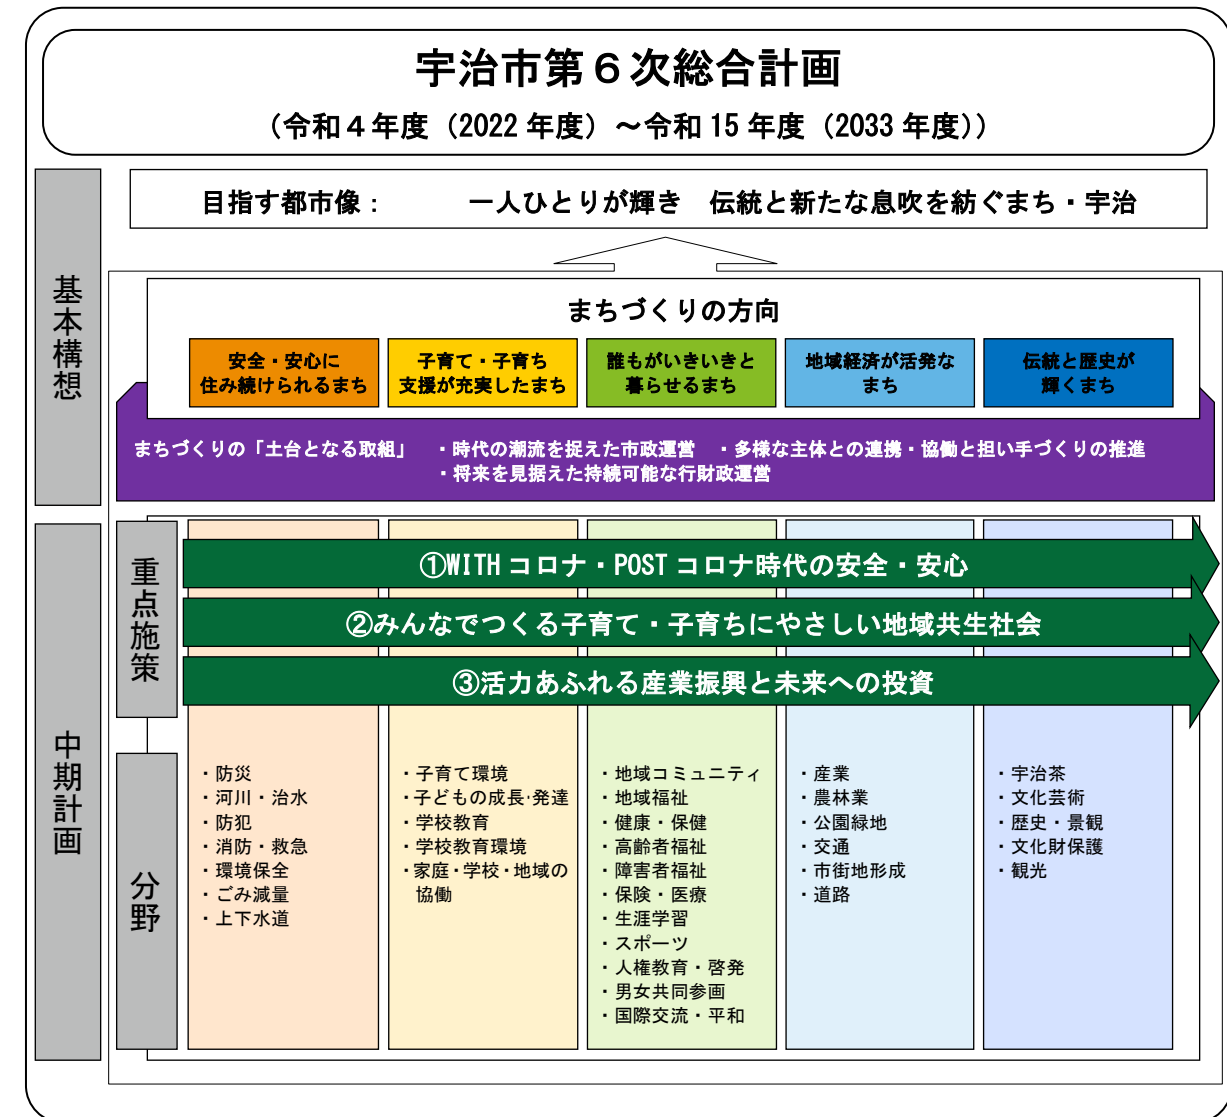 宇治市第６次総合計画
（令和４年度（2022 年度）～令和 15 年度（2033 年度））
基本構想
目指す都市像：　一人ひとりが輝き　伝統と新たな息吹を紡ぐまち・宇治
まちづくりの方向
安全・安心に
住み続けられるまち
子育て・子育ち
支援が充実したまち
誰もがいきいきと
暮らせるまち
地域経済が活発な
まち
伝統と歴史が
輝くまち
まちづくりの「土台となる取組」　・時代の潮流を捉えた市政運営　・多様な主体との連携・協働と担い手づくりの推進
・将来を見据えた持続可能な行財政運営
中期計画
重点施策
①WITH コロナ・POST コロナ時代の安全・安心
②みんなでつくる子育て・子育ちにやさしい地域共生社会
③活力あふれる産業振興と未来への投資
分野
・防災
・河川・治水
・防犯
・消防・救急
・環境保全
・ごみ減量
・上下水道
・子育て環境
・子どもの成長・発達
・学校教育
・学校教育環境
・家庭・学校・地域の
協働
・地域コミュニティ
・地域福祉
・健康・保健
・高齢者福祉
・障害者福祉
・保険・医療
・生涯学習
・スポーツ
・人権教育・啓発
・男女共同参画
・国際交流・平和
・産業
・農林業
・公園緑地
・交通
・市街地形成
・道路
・宇治茶
・文化芸術
・歴史・景観
・文化財保護
・観光